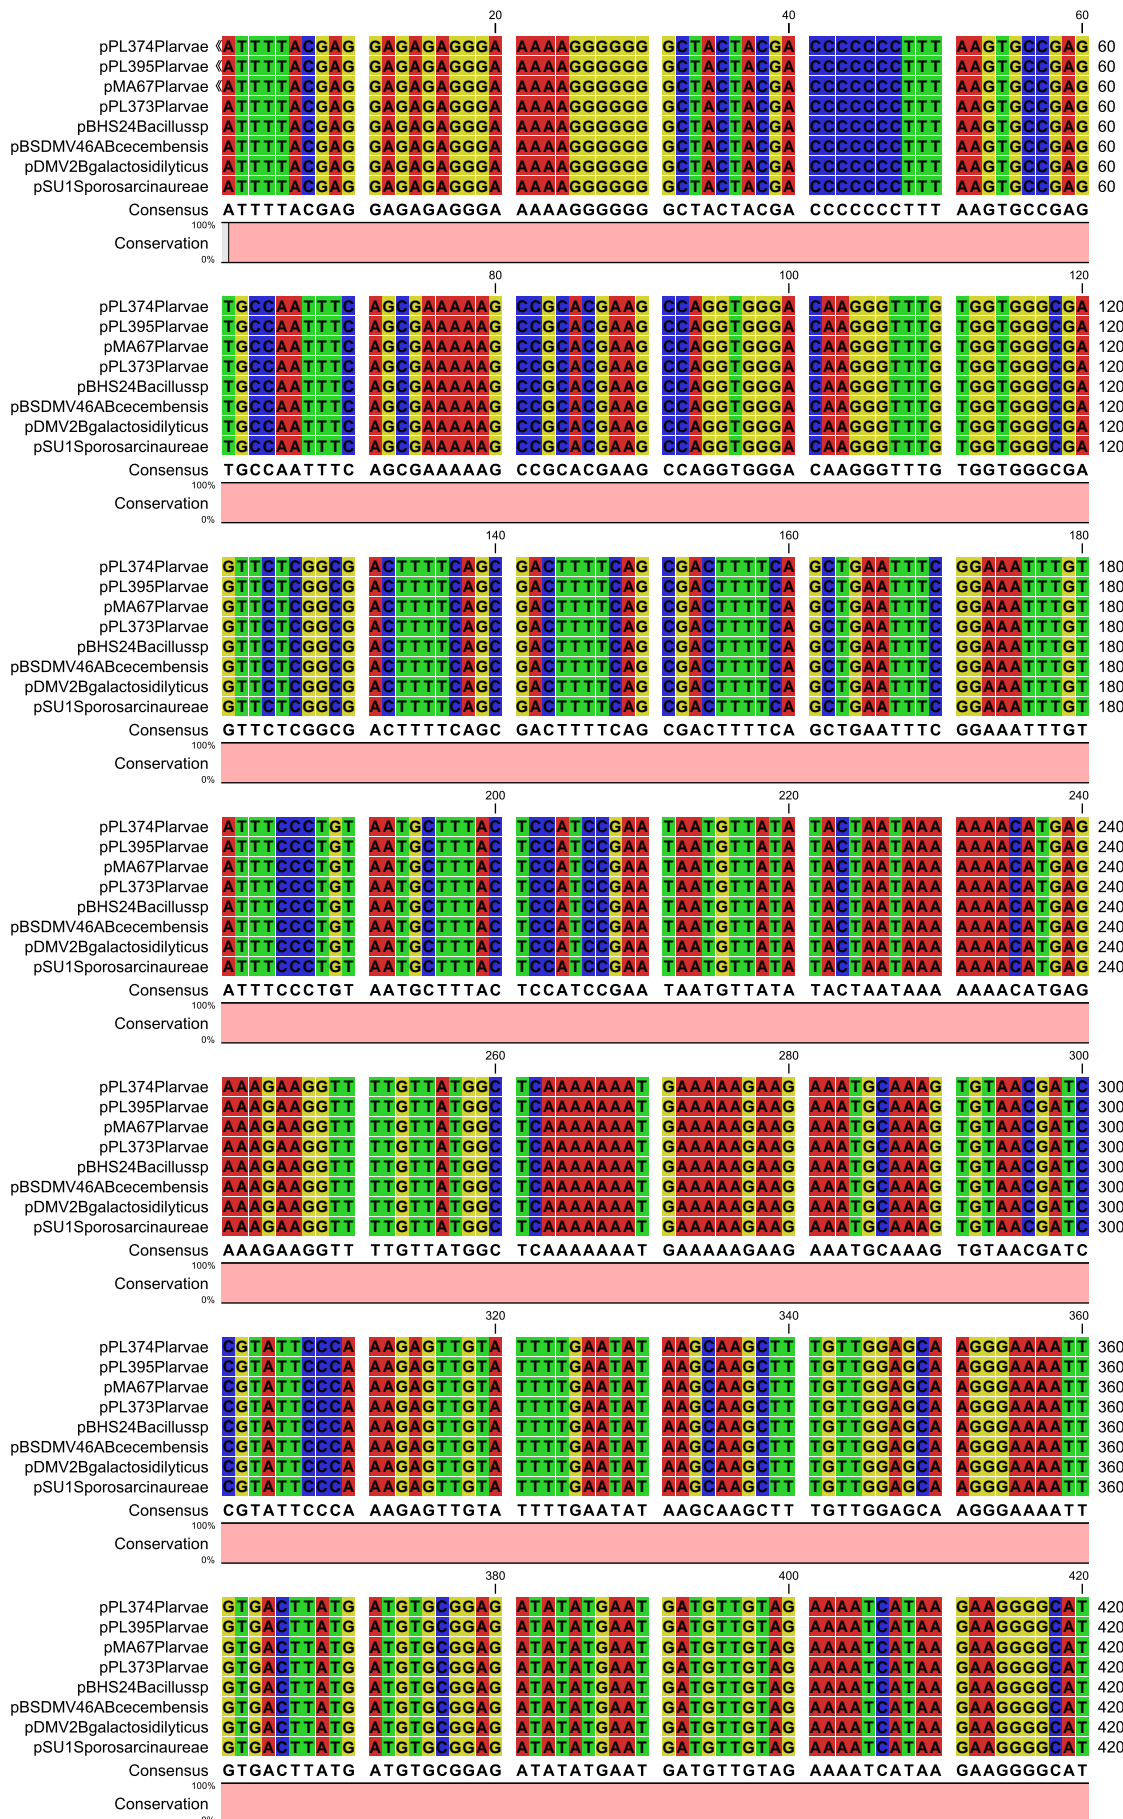 20 40 60
pPL374Plarvae 《ATTTTACGAG GAGAGAGGGA AAAAGGGGGG GCTACTACGA CCCCCCCTTT AAGTGCCGAG 60
pPL395Plarvae 《ATTTTACGAG GAGAGAGGGA AAAAGGGGGG GCTACTACGA CCCCCCCTTT AAGTGCCGAG 60
pMA67Plarvae 《ATTTTACGAG GAGAGAGGGA AAAAGGGGGG GCTACTACGA CCCCCCCTTT AAGTGCCGAG 60
pPL373Plarvae ATTTTACGAG GAGAGAGGGA AAAAGGGGGG GCTACTACGA CCCCCCCTTT AAGTGCCGAG 60
pBHS24Bacillussp ATTTTACGAG GAGAGAGGGA AAAAGGGGGG GCTACTACGA CCCCCCCTTT AAGTGCCGAG 60
pBSDMV46ABcecembensis ATTTTACGAG GAGAGAGGGA AAAAGGGGGG GCTACTACGA CCCCCCCTTT AAGTGCCGAG 60
pDMV2Bgalactosidilyticus ATTTTACGAG GAGAGAGGGA AAAAGGGGGG GCTACTACGA CCCCCCCTTT AAGTGCCGAG 60
pSU1Sporosarcinaureae ATTTTACGAG GAGAGAGGGA AAAAGGGGGG GCTACTACGA CCCCCCCTTT AAGTGCCGAG 60
Consensus ATTTTACGAG GAGAGAGGGA AAAAGGGGGG GCTACTACGA CCCCCCCTTT AAGTGCCGAG
100%
Conservation
0%
80 100 120
pPL374Plarvae TGCCAATTTC AGCGAAAAAG CCGCACGAAG CCAGGTGGGA CAAGGGTTTG TGGTGGGCGA 120
pPL395Plarvae TGCCAATTTC AGCGAAAAAG CCGCACGAAG CCAGGTGGGA CAAGGGTTTG TGGTGGGCGA 120
pMA67Plarvae TGCCAATTTC AGCGAAAAAG CCGCACGAAG CCAGGTGGGA CAAGGGTTTG TGGTGGGCGA 120
pPL373Plarvae TGCCAATTTC AGCGAAAAAG CCGCACGAAG CCAGGTGGGA CAAGGGTTTG TGGTGGGCGA 120
pBHS24Bacillussp TGCCAATTTC AGCGAAAAAG CCGCACGAAG CCAGGTGGGA CAAGGGTTTG TGGTGGGCGA 120
pBSDMV46ABcecembensis TGCCAATTTC AGCGAAAAAG CCGCACGAAG CCAGGTGGGA CAAGGGTTTG TGGTGGGCGA 120
pDMV2Bgalactosidilyticus TGCCAATTTC AGCGAAAAAG CCGCACGAAG CCAGGTGGGA CAAGGGTTTG TGGTGGGCGA 120
pSU1Sporosarcinaureae TGCCAATTTC AGCGAAAAAG CCGCACGAAG CCAGGTGGGA CAAGGGTTTG TGGTGGGCGA 120
Consensus TGCCAATTTC AGCGAAAAAG CCGCACGAAG CCAGGTGGGA CAAGGGTTTG TGGTGGGCGA
100%
Conservation
0%
140 160 180
pPL374Plarvae GTTCTCGGCG ACTTTTCAGC GACTTTTCAG CGACTTTTCA GCTGAATTTC GGAAATTTGT 180
pPL395Plarvae GTTCTCGGCG ACTTTTCAGC GACTTTTCAG CGACTTTTCA GCTGAATTTC GGAAATTTGT 180
pMA67Plarvae GTTCTCGGCG ACTTTTCAGC GACTTTTCAG CGACTTTTCA GCTGAATTTC GGAAATTTGT 180
pPL373Plarvae GTTCTCGGCG ACTTTTCAGC GACTTTTCAG CGACTTTTCA GCTGAATTTC GGAAATTTGT 180
pBHS24Bacillussp GTTCTCGGCG ACTTTTCAGC GACTTTTCAG CGACTTTTCA GCTGAATTTC GGAAATTTGT 180
pBSDMV46ABcecembensis GTTCTCGGCG ACTTTTCAGC GACTTTTCAG CGACTTTTCA GCTGAATTTC GGAAATTTGT 180
pDMV2Bgalactosidilyticus GTTCTCGGCG ACTTTTCAGC GACTTTTCAG CGACTTTTCA GCTGAATTTC GGAAATTTGT 180
pSU1Sporosarcinaureae GTTCTCGGCG ACTTTTCAGC GACTTTTCAG CGACTTTTCA GCTGAATTTC GGAAATTTGT 180
Consensus GTTCTCGGCG ACTTTTCAGC GACTTTTCAG CGACTTTTCA GCTGAATTTC GGAAATTTGT
100%
Conservation
0%
200 220 240
pPL374Plarvae ATTTCCCTGT AATGCTTTAC TCCATCCGAA TAATGTTATA TACTAATAAA AAAACATGAG 240
pPL395Plarvae ATTTCCCTGT AATGCTTTAC TCCATCCGAA TAATGTTATA TACTAATAAA AAAACATGAG 240
pMA67Plarvae ATTTCCCTGT AATGCTTTAC TCCATCCGAA TAATGTTATA TACTAATAAA AAAACATGAG 240
pPL373Plarvae ATTTCCCTGT AATGCTTTAC TCCATCCGAA TAATGTTATA TACTAATAAA AAAACATGAG 240
pBHS24Bacillussp ATTTCCCTGT AATGCTTTAC TCCATCCGAA TAATGTTATA TACTAATAAA AAAACATGAG 240
pBSDMV46ABcecembensis ATTTCCCTGT AATGCTTTAC TCCATCCGAA TAATGTTATA TACTAATAAA AAAACATGAG 240
pDMV2Bgalactosidilyticus ATTTCCCTGT AATGCTTTAC TCCATCCGAA TAATGTTATA TACTAATAAA AAAACATGAG 240
pSU1Sporosarcinaureae ATTTCCCTGT AATGCTTTAC TCCATCCGAA TAATGTTATA TACTAATAAA AAAACATGAG 240
Consensus ATTTCCCTGT AATGCTTTAC TCCATCCGAA TAATGTTATA TACTAATAAA AAAACATGAG
100%
Conservation
0%
260 280 300
pPL374Plarvae AAAGAAGGTT TTGTTATGGC TCAAAAAAAT GAAAAAGAAG AAATGCAAAG TGTAACGATC 300
pPL395Plarvae AAAGAAGGTT TTGTTATGGC TCAAAAAAAT GAAAAAGAAG AAATGCAAAG TGTAACGATC 300
pMA67Plarvae AAAGAAGGTT TTGTTATGGC TCAAAAAAAT GAAAAAGAAG AAATGCAAAG TGTAACGATC 300
pPL373Plarvae AAAGAAGGTT TTGTTATGGC TCAAAAAAAT GAAAAAGAAG AAATGCAAAG TGTAACGATC 300
pBHS24Bacillussp AAAGAAGGTT TTGTTATGGC TCAAAAAAAT GAAAAAGAAG AAATGCAAAG TGTAACGATC 300
pBSDMV46ABcecembensis AAAGAAGGTT TTGTTATGGC TCAAAAAAAT GAAAAAGAAG AAATGCAAAG TGTAACGATC 300
pDMV2Bgalactosidilyticus AAAGAAGGTT TTGTTATGGC TCAAAAAAAT GAAAAAGAAG AAATGCAAAG TGTAACGATC 300
pSU1Sporosarcinaureae AAAGAAGGTT TTGTTATGGC TCAAAAAAAT GAAAAAGAAG AAATGCAAAG TGTAACGATC 300
Consensus AAAGAAGGTT TTGTTATGGC TCAAAAAAAT GAAAAAGAAG AAATGCAAAG TGTAACGATC
100%
Conservation
0%
320 340 360
pPL374Plarvae CGTATTCCCA AAGAGTTGTA TTTTGAATAT AAGCAAGCTT TGTTGGAGCA AGGGAAAATT 360
pPL395Plarvae CGTATTCCCA AAGAGTTGTA TTTTGAATAT AAGCAAGCTT TGTTGGAGCA AGGGAAAATT 360
pMA67Plarvae CGTATTCCCA AAGAGTTGTA TTTTGAATAT AAGCAAGCTT TGTTGGAGCA AGGGAAAATT 360
pPL373Plarvae CGTATTCCCA AAGAGTTGTA TTTTGAATAT AAGCAAGCTT TGTTGGAGCA AGGGAAAATT 360
pBHS24Bacillussp CGTATTCCCA AAGAGTTGTA TTTTGAATAT AAGCAAGCTT TGTTGGAGCA AGGGAAAATT 360
pBSDMV46ABcecembensis CGTATTCCCA AAGAGTTGTA TTTTGAATAT AAGCAAGCTT TGTTGGAGCA AGGGAAAATT 360
pDMV2Bgalactosidilyticus CGTATTCCCA AAGAGTTGTA TTTTGAATAT AAGCAAGCTT TGTTGGAGCA AGGGAAAATT 360
pSU1Sporosarcinaureae CGTATTCCCA AAGAGTTGTA TTTTGAATAT AAGCAAGCTT TGTTGGAGCA AGGGAAAATT 360
Consensus CGTATTCCCA AAGAGTTGTA TTTTGAATAT AAGCAAGCTT TGTTGGAGCA AGGGAAAATT
100%
Conservation
0%
380 400 420
pPL374Plarvae GTGACTTATG ATGTGCGGAG ATATATGAAT GATGTTGTAG AAAATCATAA GAAGGGGCAT 420
pPL395Plarvae GTGACTTATG ATGTGCGGAG ATATATGAAT GATGTTGTAG AAAATCATAA GAAGGGGCAT 420
pMA67Plarvae GTGACTTATG ATGTGCGGAG ATATATGAAT GATGTTGTAG AAAATCATAA GAAGGGGCAT 420
pPL373Plarvae GTGACTTATG ATGTGCGGAG ATATATGAAT GATGTTGTAG AAAATCATAA GAAGGGGCAT 420
pBHS24Bacillussp GTGACTTATG ATGTGCGGAG ATATATGAAT GATGTTGTAG AAAATCATAA GAAGGGGCAT 420
pBSDMV46ABcecembensis GTGACTTATG ATGTGCGGAG ATATATGAAT GATGTTGTAG AAAATCATAA GAAGGGGCAT 420
pDMV2Bgalactosidilyticus GTGACTTATG ATGTGCGGAG ATATATGAAT GATGTTGTAG AAAATCATAA GAAGGGGCAT 420
pSU1Sporosarcinaureae GTGACTTATG ATGTGCGGAG ATATATGAAT GATGTTGTAG AAAATCATAA GAAGGGGCAT 420
Consensus GTGACTTATG ATGTGCGGAG ATATATGAAT GATGTTGTAG AAAATCATAA GAAGGGGCAT
100%
Conservation
0%